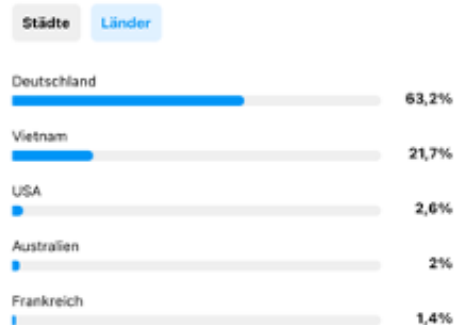 Städte Länder
Deutschland
63,2%
Vietnam
21,7%
USA
2,6%
Australien
2%
Frankreich
1,4%